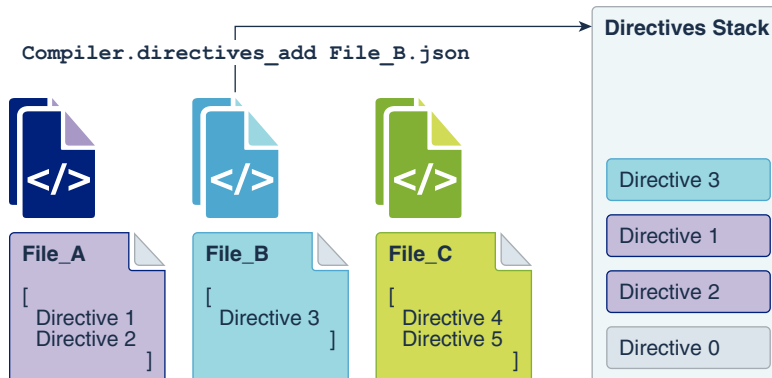 Compiler.directives_add File_B.json
</>
</>
</>
File_A
[
Directive 1
Directive 2
]
File_B
[
Directive 3
]
File_C
[
Directive 4
Directive 5
]
Directives Stack
Directive 3
Directive 1
Directive 2
Directive 0